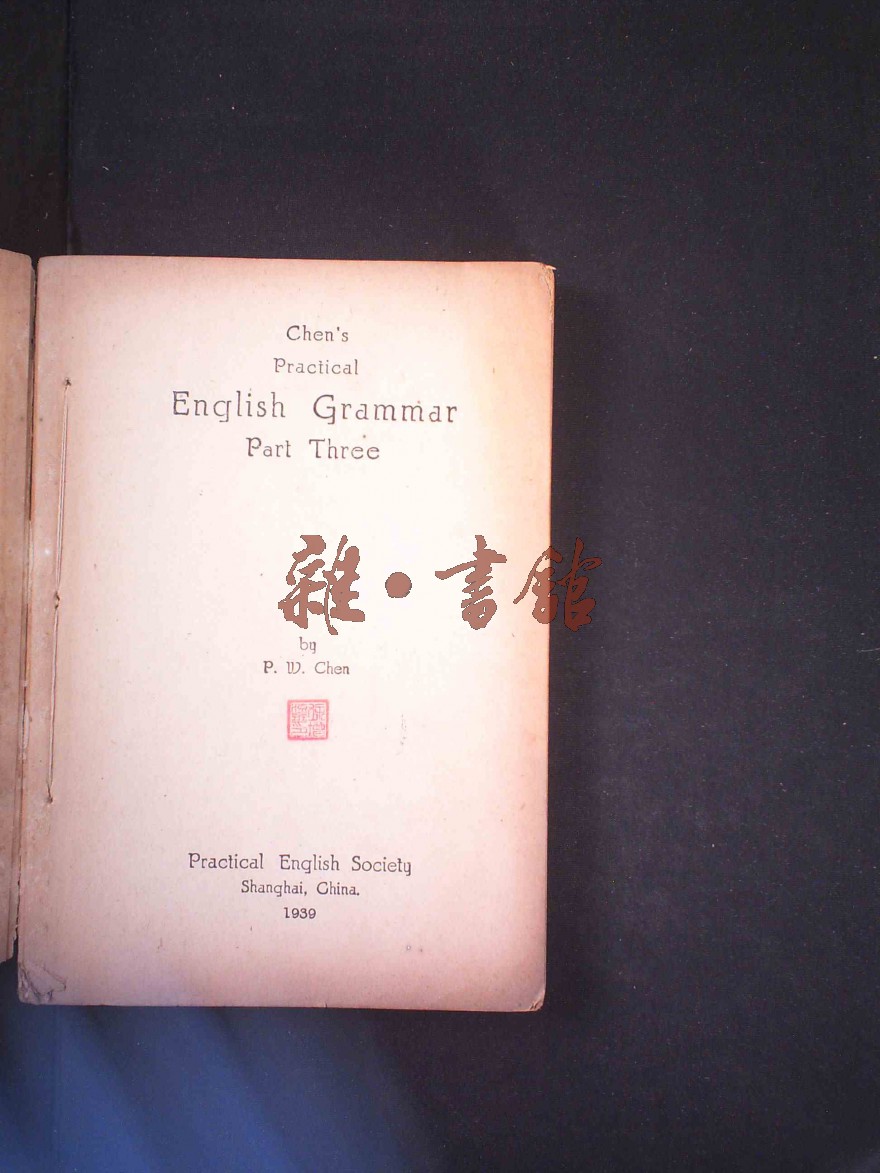 Chen's
Practical
English Grammar
Part Three
雜·書館
by
P. W. Chen
Practical English Society
Shanghai, China.
1939